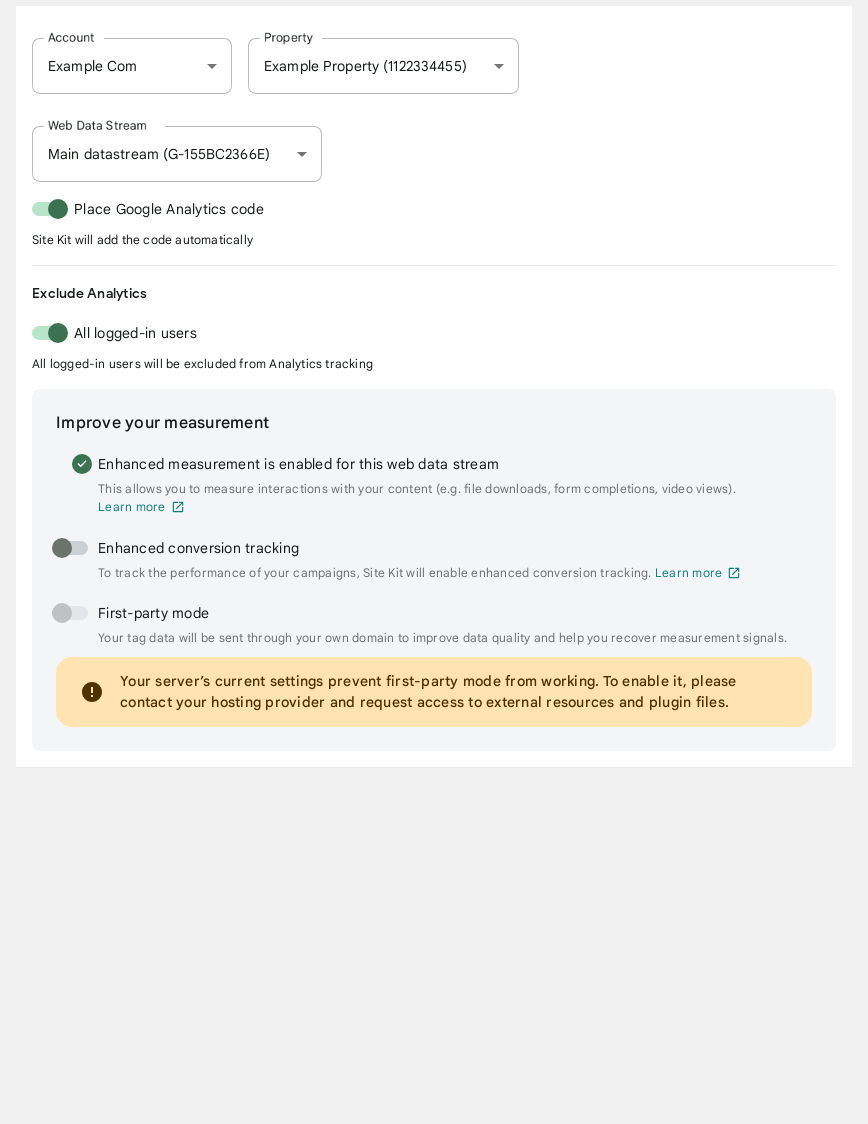 Account
Property
Example Com
Example Property (1122334455)
Web Data Stream
Main datastream (G-155BC2366E)
Place Google Analytics code
Site Kit will add the code automatically
Exclude Analytics
All logged-in users
All logged-in users will be excluded from Analytics tracking
Improve your measurement
Enhanced measurement is enabled for this web data stream
This allows you to measure interactions with your content (e.g. file downloads, form completions, video views).
Learn more
Enhanced conversion tracking
To track the performance of your campaigns, Site Kit will enable enhanced conversion tracking. Learn more
First-party mode
Your tag data will be sent through your own domain to improve data quality and help you recover measurement signals.
Your server’s current settings prevent first-party mode from working. To enable it, please
contact your hosting provider and request access to external resources and plugin files.